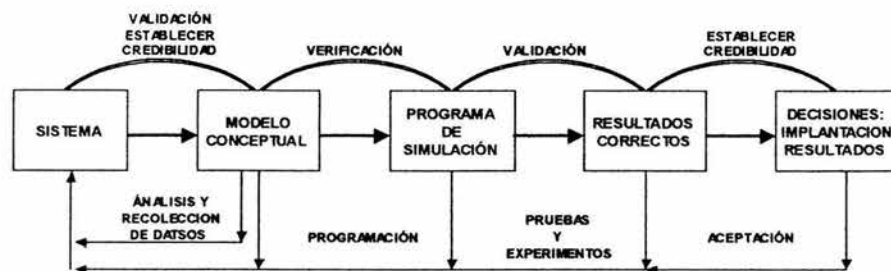 VALIDACIÓN
ESTABLECER
CREDIBILIDAD
VERIFICACIÓN
VALIDACIÓN
ESTABLECER
CREDIBILIDAD
SISTEMA
MODELO
CONCEPTUAL
PROGRAMA
DE
SIMULACIÓN
RESULTADOS
CORRECTOS
DECISIONES:
IMPLANTACION
RESULTADOS
ÁNALISIS Y
RECOLECCION
DE DATSOS
PROGRAMACIÓN
PRUEBAS
Y
EXPERIMENTOS
ACEPTACIÓN